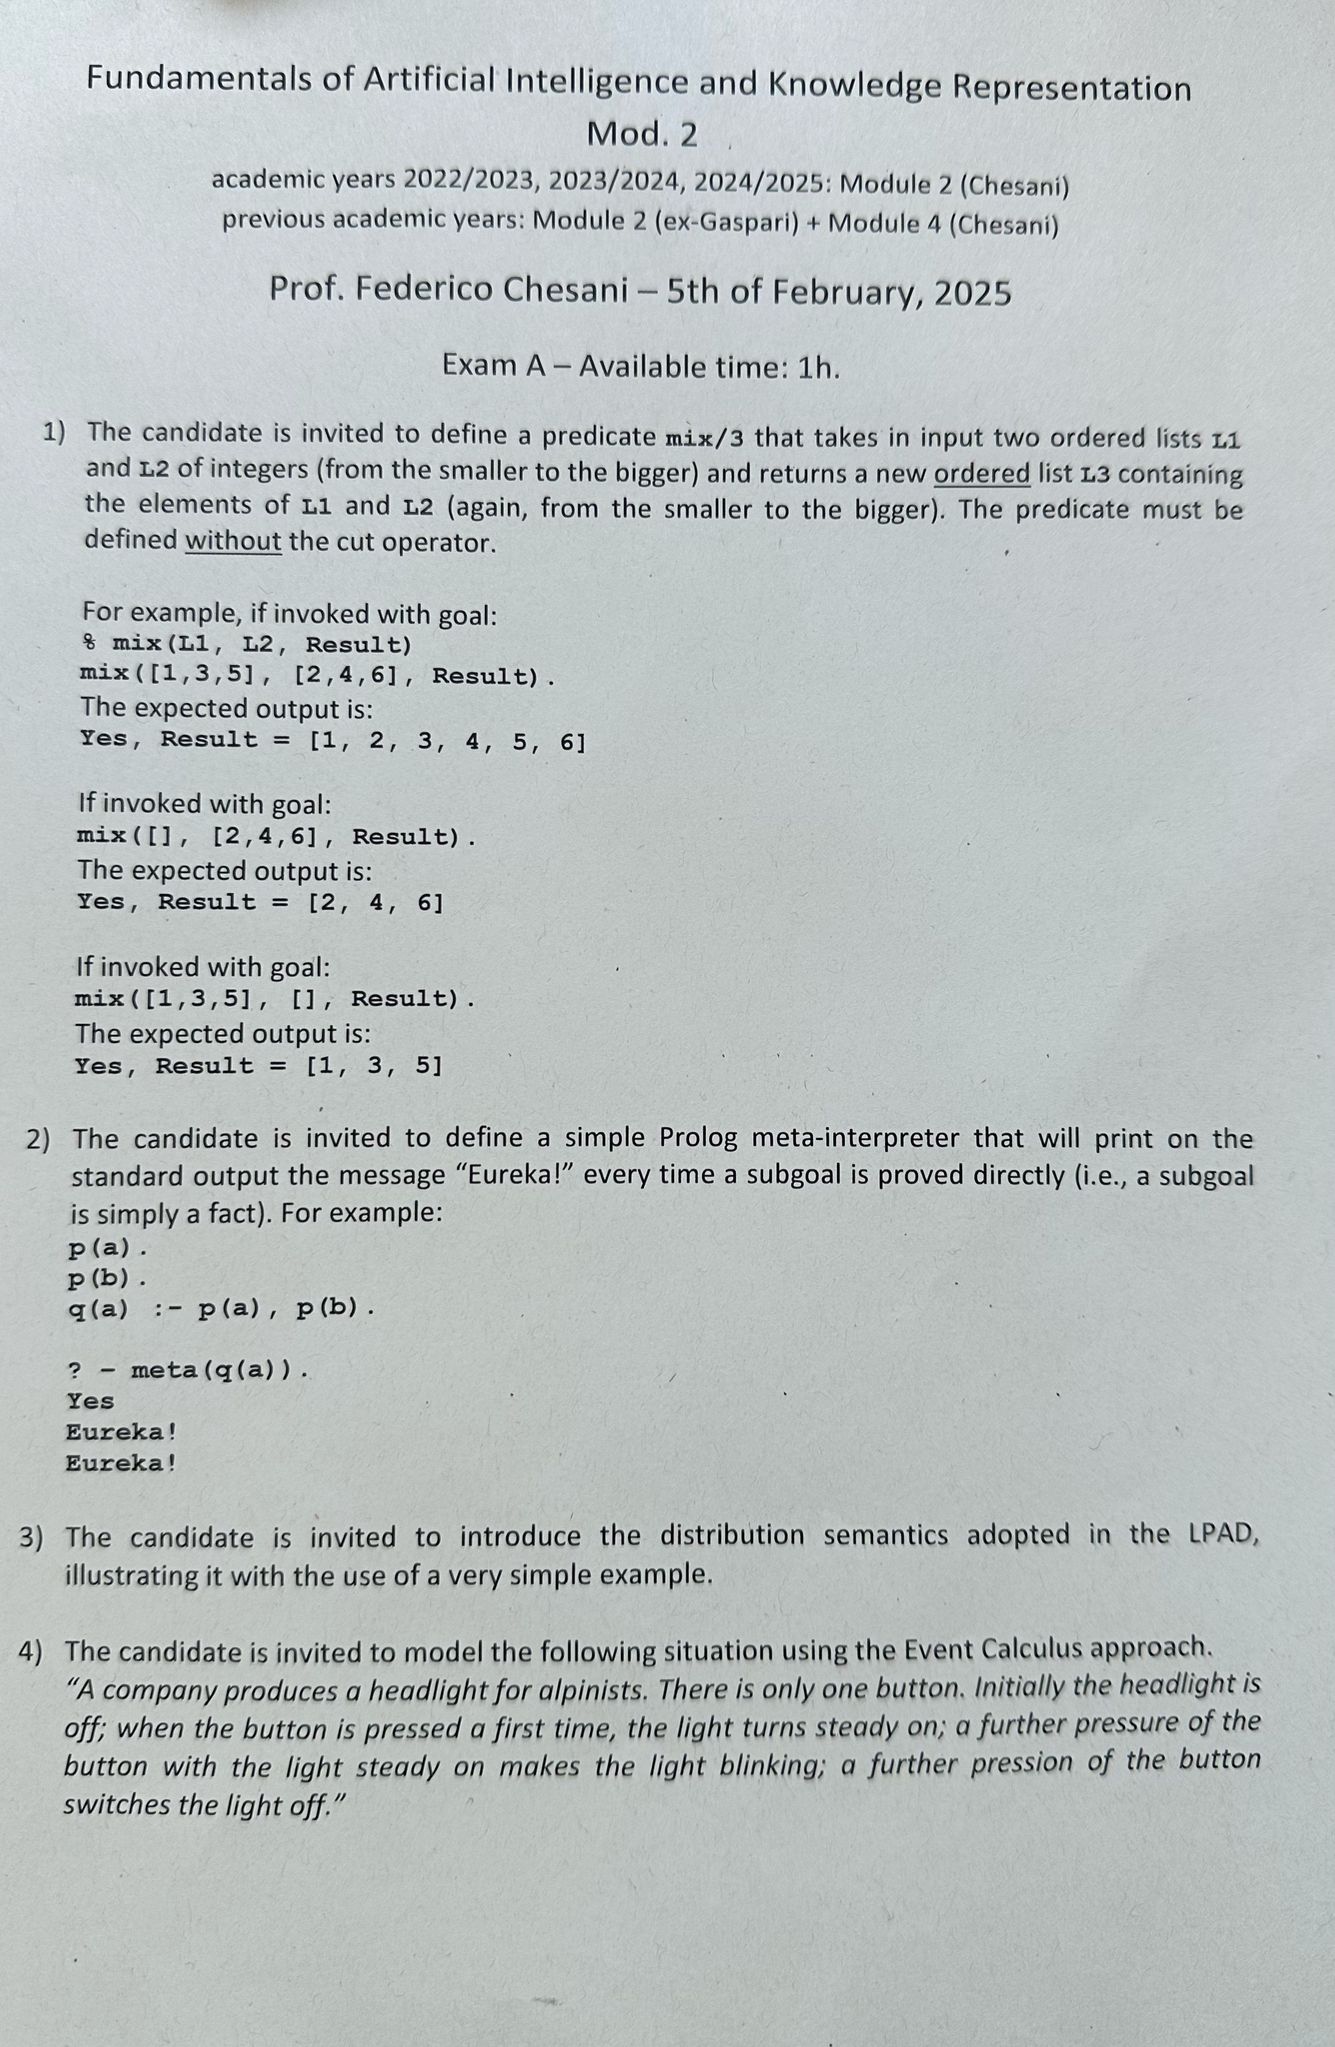 Fundamentals of Artificial Intelligence and Knowledge Representation
Mod. 2
academic years 2022/2023, 2023/2024, 2024/2025: Module 2 (Chesani)
previous academic years: Module 2 (ex-Gaspari) + Module 4 (Chesani)
Prof. Federico Chesani – 5th of February, 2025
Exam A – Available time: 1h.
1) The candidate is invited to define a predicate mix/3 that takes in input two ordered lists L1
and L2 of integers (from the smaller to the bigger) and returns a new ordered list L3 containing
the elements of L1 and L2 (again, from the smaller to the bigger). The predicate must be
defined without the cut operator.
For example, if invoked with goal:
% mix(L1, L2, Result)
mix([1,3,5], [2,4,6], Result).
The expected output is:
Yes, Result = [1, 2, 3, 4, 5, 6]
If invoked with goal:
mix([], [2,4,6], Result).
The expected output is:
Yes, Result = [2, 4, 6]
If invoked with goal:
mix([1,3,5], [], Result).
The expected output is:
Yes, Result = [1, 3, 5]
2) The candidate is invited to define a simple Prolog meta-interpreter that will print on the
standard output the message “Eureka!” every time a subgoal is proved directly (i.e., a subgoal
is simply a fact). For example:
p(a).
p(b).
q(a) :- p(a), p(b).
? - meta(q(a)).
Yes
Eureka!
Eureka!
3) The candidate is invited to introduce the distribution semantics adopted in the LPAD,
illustrating it with the use of a very simple example.
4) The candidate is invited to model the following situation using the Event Calculus approach.
“A company produces a headlight for alpinists. There is only one button. Initially the headlight is
off; when the button is pressed a first time, the light turns steady on; a further pressure of the
button with the light steady on makes the light blinking; a further pression of the button
switches the light off.”